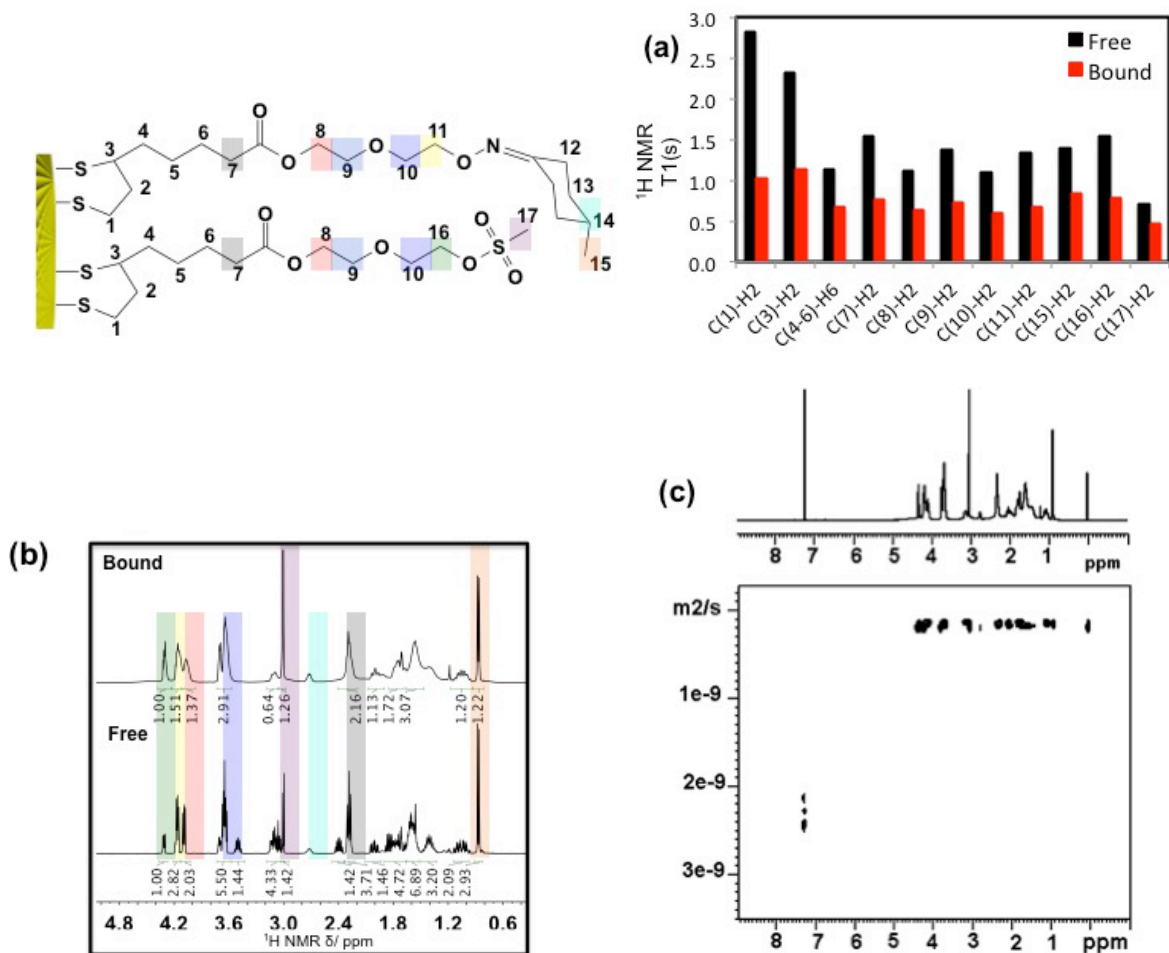 O
4 6 8 O 11 N 12
3 S O O
5 7 9 10 13
2
S 14
1 17
O 16 O
4 6 8 O S 15
3 S O O O
5 7 9 10
2
S
1
(a)
Free
Bound
¹H NMR
T1(s)
3.0
2.5
2.0
1.5
1.0
0.5
0.0
C(1)-H2
C(3)-H2
C(4-6)-H6
C(7)-H2
C(8)-H2
C(9)-H2
C(10)-H2
C(11)-H2
C(15)-H2
C(16)-H2
C(17)-H2
(b)
Bound
1.00 1.51 1.37 2.91 0.64 1.26 2.16 1.13 1.72 3.07 1.20 1.22
Free
1.00 2.82 2.03 5.50 1.44 4.33 1.42 1.42 3.71 1.46 4.72 6.89 3.20 2.09 2.93
4.8 4.2 3.6 3.0 2.4 1.8 1.2 0.6
¹H NMR δ/ ppm
(c)
8 7 6 5 4 3 2 1 ppm
m2/s
1e-9
2e-9
3e-9
8 7 6 5 4 3 2 1 ppm